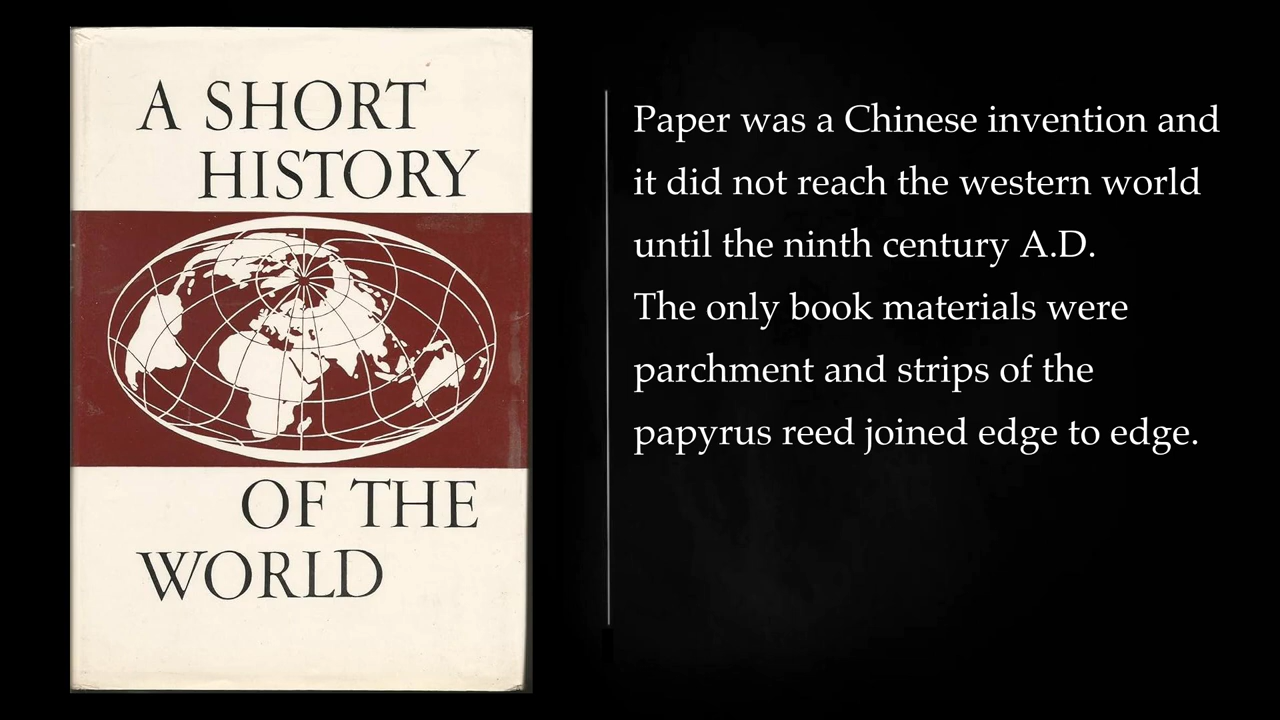 A SHORT
HISTORY
OF THE
WORLD
Paper was a Chinese invention and
it did not reach the western world
until the ninth century A.D.
The only book materials were
parchment and strips of the
papyrus reed joined edge to edge.